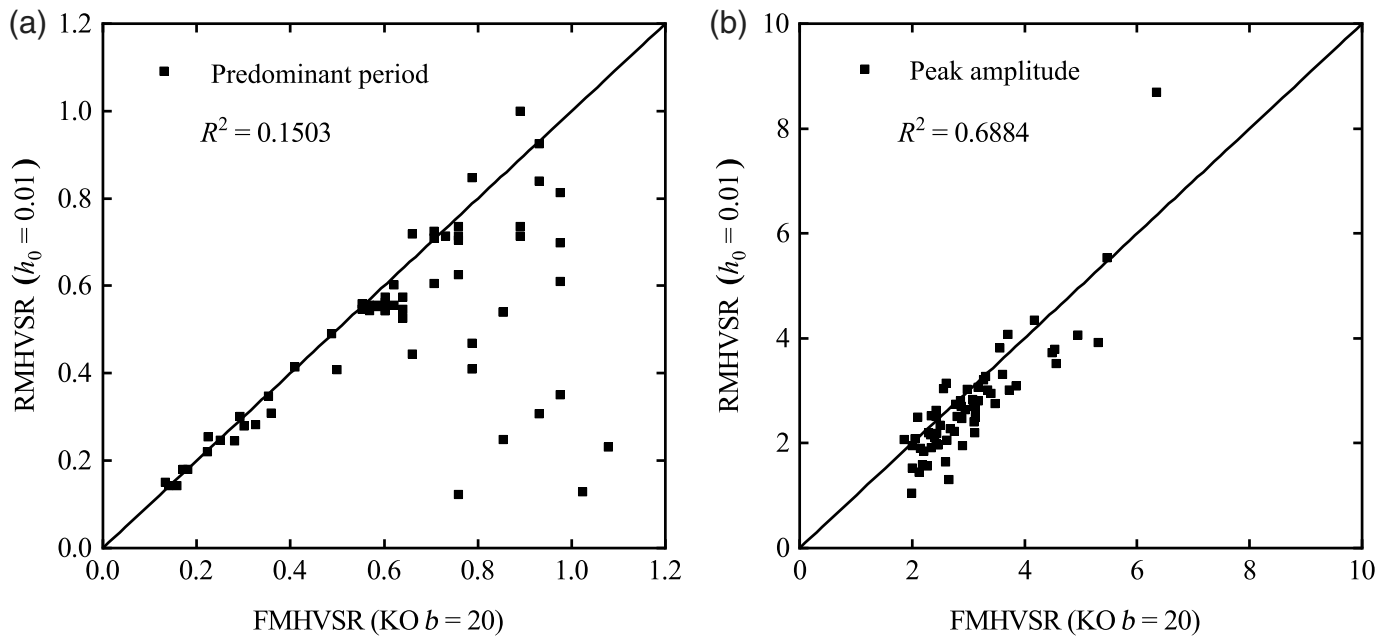 (a)
1.2
1.0
0.8
0.6
0.4
0.2
0.0
RMHVSR (h₀ = 0.01)
Predominant period
R² = 0.1503
0.0 0.2 0.4 0.6 0.8 1.0 1.2
FMHVSR (KO b = 20)
(b)
10
8
6
4
2
0
RMHVSR (h₀ = 0.01)
Peak amplitude
R² = 0.6884
0 2 4 6 8 10
FMHVSR (KO b = 20)